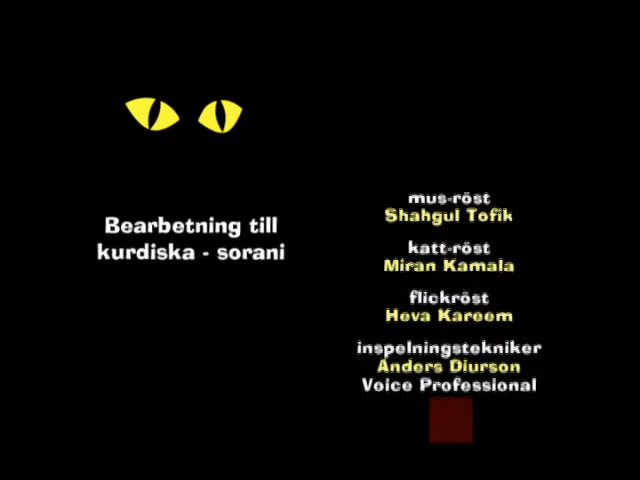 Bearbetning till
kurdiska - sorani
mus-röst
Shahgul Tofik
katt-röst
Miran Kamala
flickröst
Heva Kareem
inspelningstekniker
Anders Diurson
Voice Professional